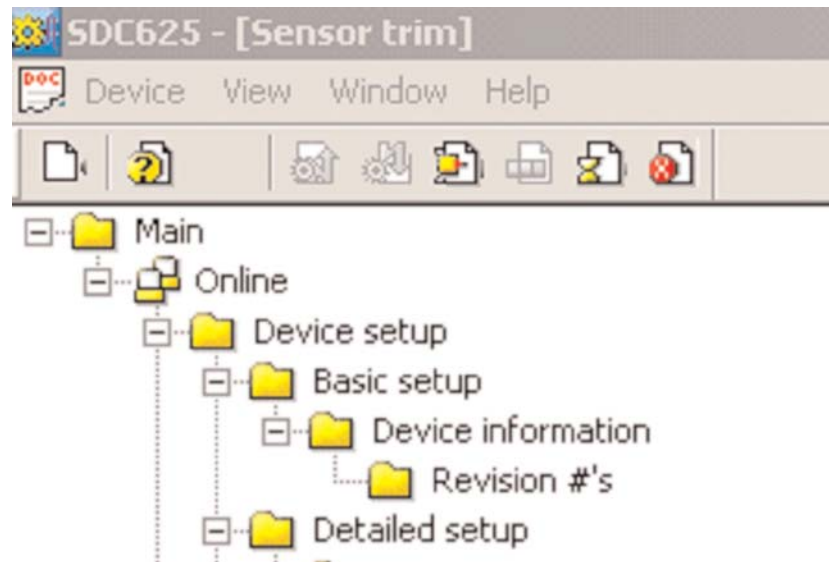 SDC625 - [Sensor trim]
DOC
Device View Window Help
Main
Online
Device setup
Basic setup
Device information
Revision #'s
Detailed setup